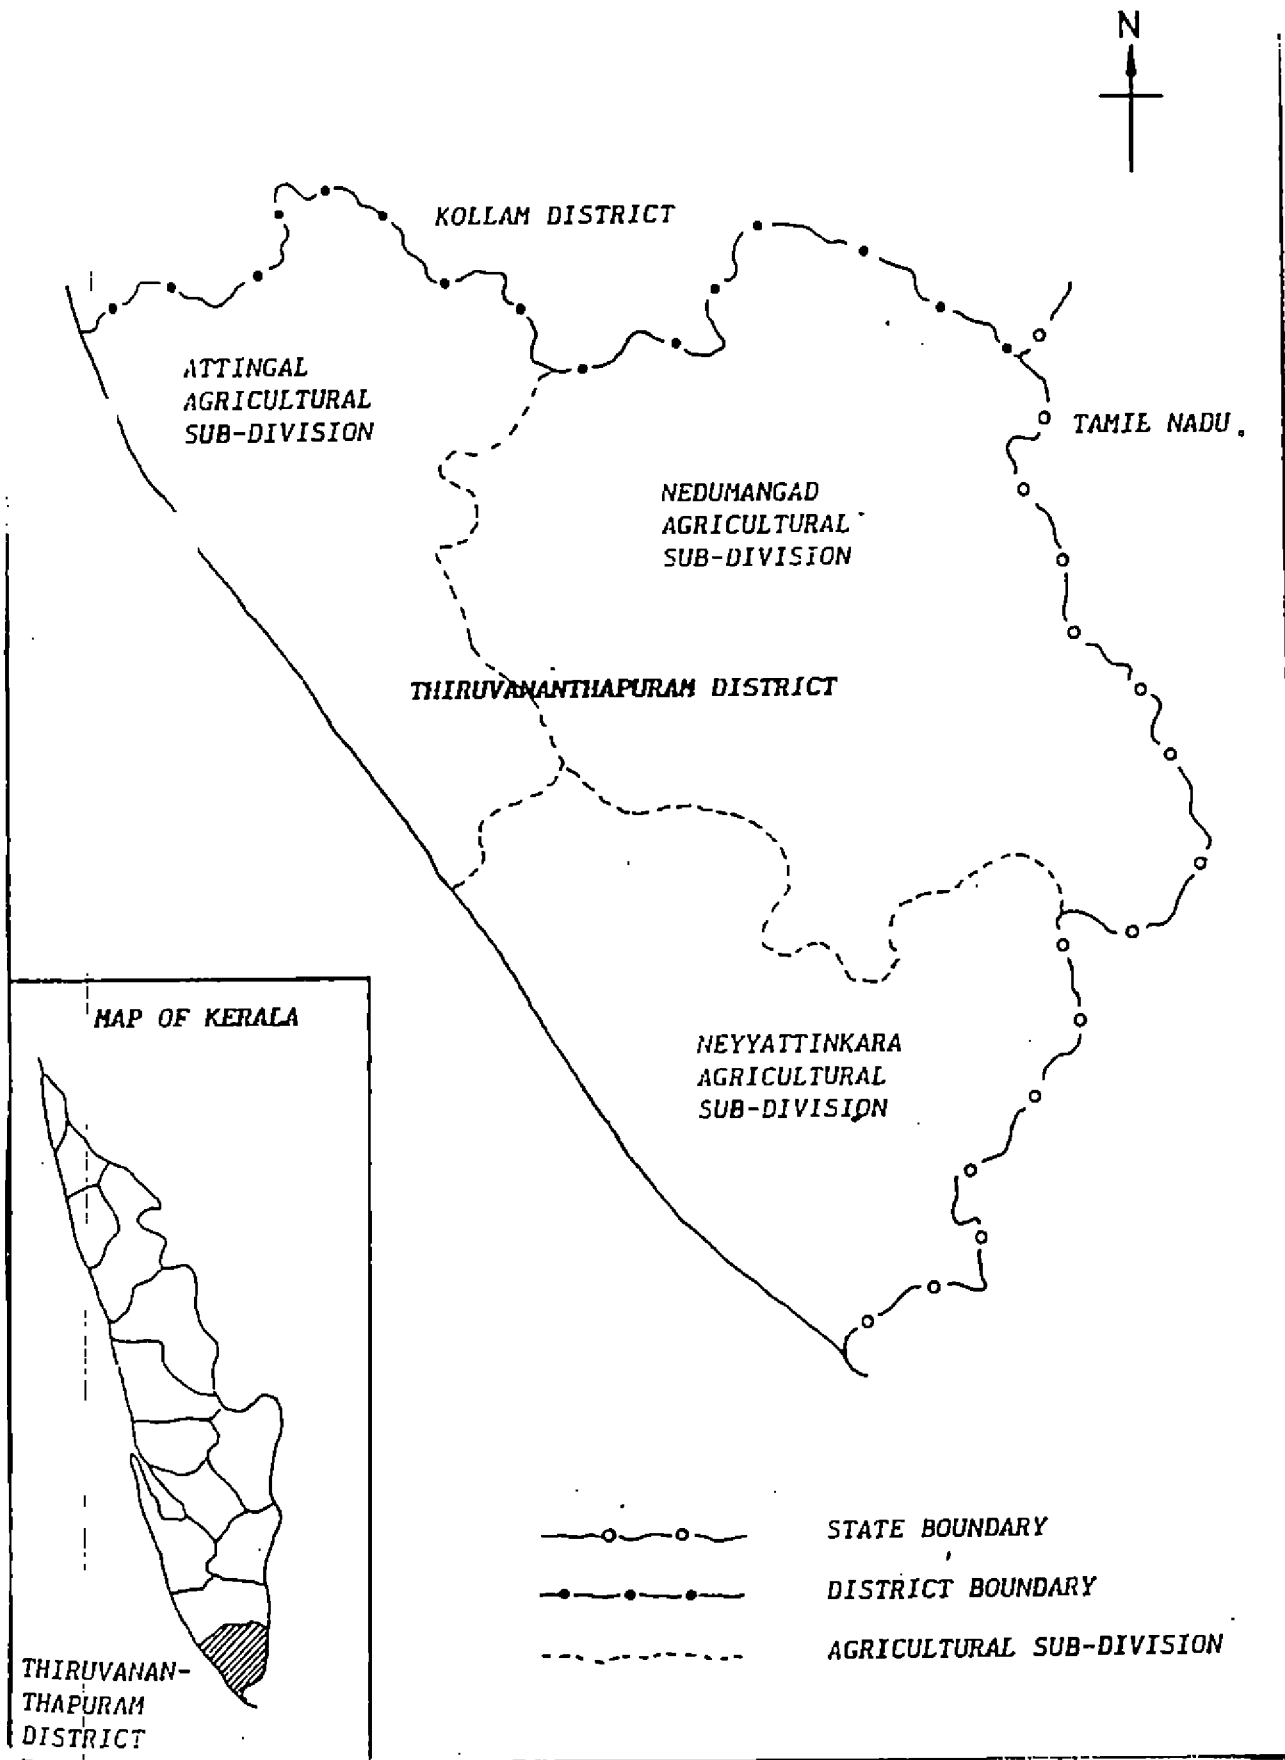 N
KOLLAM DISTRICT
ATTINGAL
AGRICULTURAL
SUB-DIVISION
TAMIE NADU.
NEDUMANGAD
AGRICULTURAL
SUB-DIVISION
THIRUVANANTHAPURAM DISTRICT
NEYYATTINKARA
AGRICULTURAL
SUB-DIVISION
MAP OF KERALA
THIRUVANAN-
THAPURAM
DISTRICT
STATE BOUNDARY
DISTRICT BOUNDARY
AGRICULTURAL SUB-DIVISION